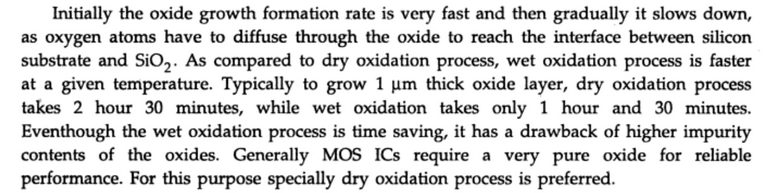 Initially the oxide growth formation rate is very fast and then gradually it slows down,
as oxygen atoms have to diffuse through the oxide to reach the interface between silicon
substrate and SiO₂. As compared to dry oxidation process, wet oxidation process is faster
at a given temperature. Typically to grow 1 μm thick oxide layer, dry oxidation process
takes 2 hour 30 minutes, while wet oxidation takes only 1 hour and 30 minutes.
Eventhough the wet oxidation process is time saving, it has a drawback of higher impurity
contents of the oxides. Generally MOS ICs require a very pure oxide for reliable
performance. For this purpose specially dry oxidation process is preferred.